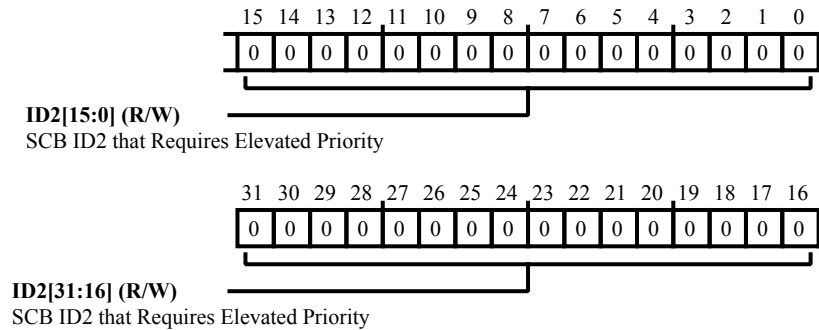 15 14 13 12 11 10 9 8 7 6 5 4 3 2 1 0
0 0 0 0 0 0 0 0 0 0 0 0 0 0 0 0
ID2[15:0] (R/W)
SCB ID2 that Requires Elevated Priority
31 30 29 28 27 26 25 24 23 22 21 20 19 18 17 16
0 0 0 0 0 0 0 0 0 0 0 0 0 0 0 0
ID2[31:16] (R/W)
SCB ID2 that Requires Elevated Priority